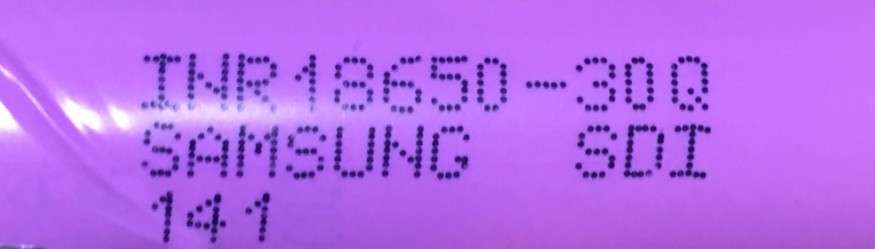 INR18650-30Q
SAMSUNG SDI
141